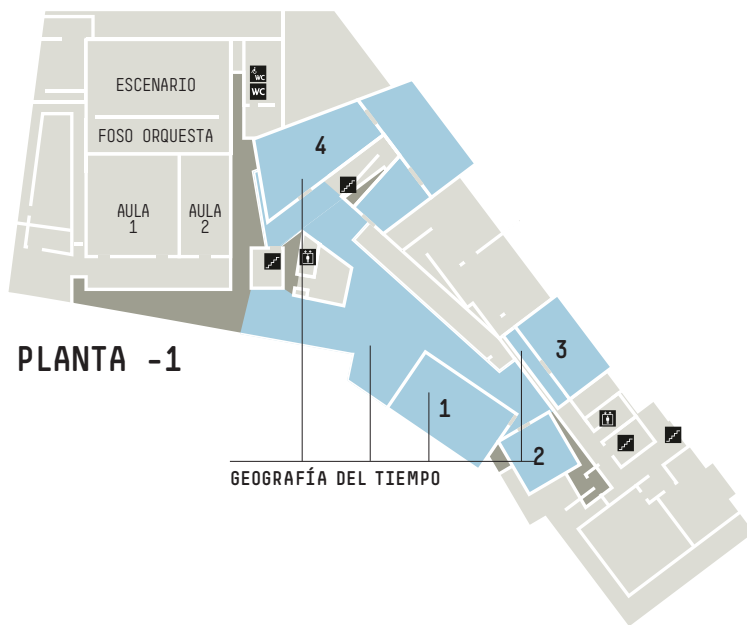 ESCENARIO
WC
WC
FOSO ORQUESTA
4
AULA
1
AULA
2
PLANTA -1
3
1
2
GEOGRAFÍA DEL TIEMPO